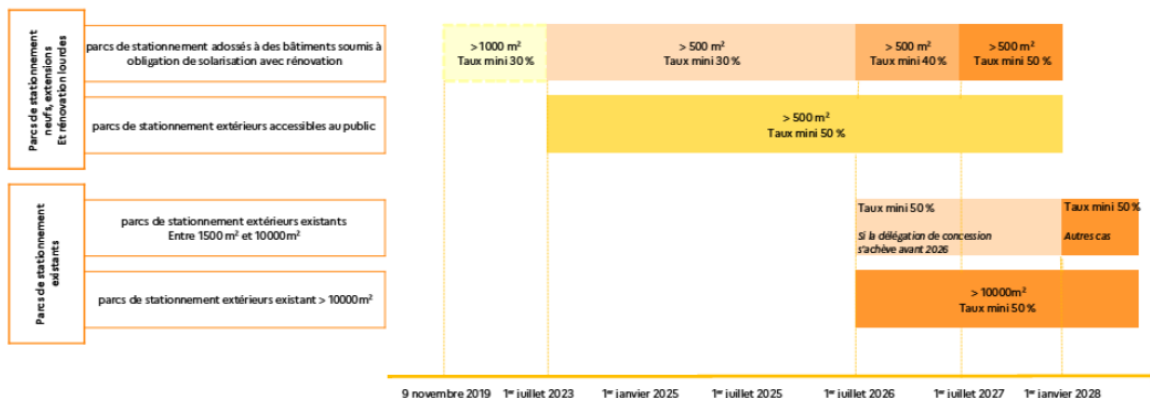 Parcs de stationnement
neufs, extensions
Et rénovation lourdes
parcs de stationnement adossés à des bâtiments soumis à
obligation de solarisation avec rénovation
> 1000 m²
Taux mini 30 %
> 500 m²
Taux mini 30 %
> 500 m²
Taux mini 40 %
> 500 m²
Taux mini 50 %
parcs de stationnement extérieurs accessibles au public
> 500 m²
Taux mini 50 %
Parcs de stationnement
existants
parcs de stationnement extérieurs existants
Entre 1500 m² et 10000m²
Taux mini 50 %
Si la délégation de concession
s'achève avant 2026
Taux mini 50 %
Autres cas
parcs de stationnement extérieurs existant > 10000m²
> 10000m²
Taux mini 50 %
9 novembre 2019
1er juillet 2023
1er janvier 2025
1er juillet 2025
1er juillet 2026
1er juillet 2027
1er janvier 2028